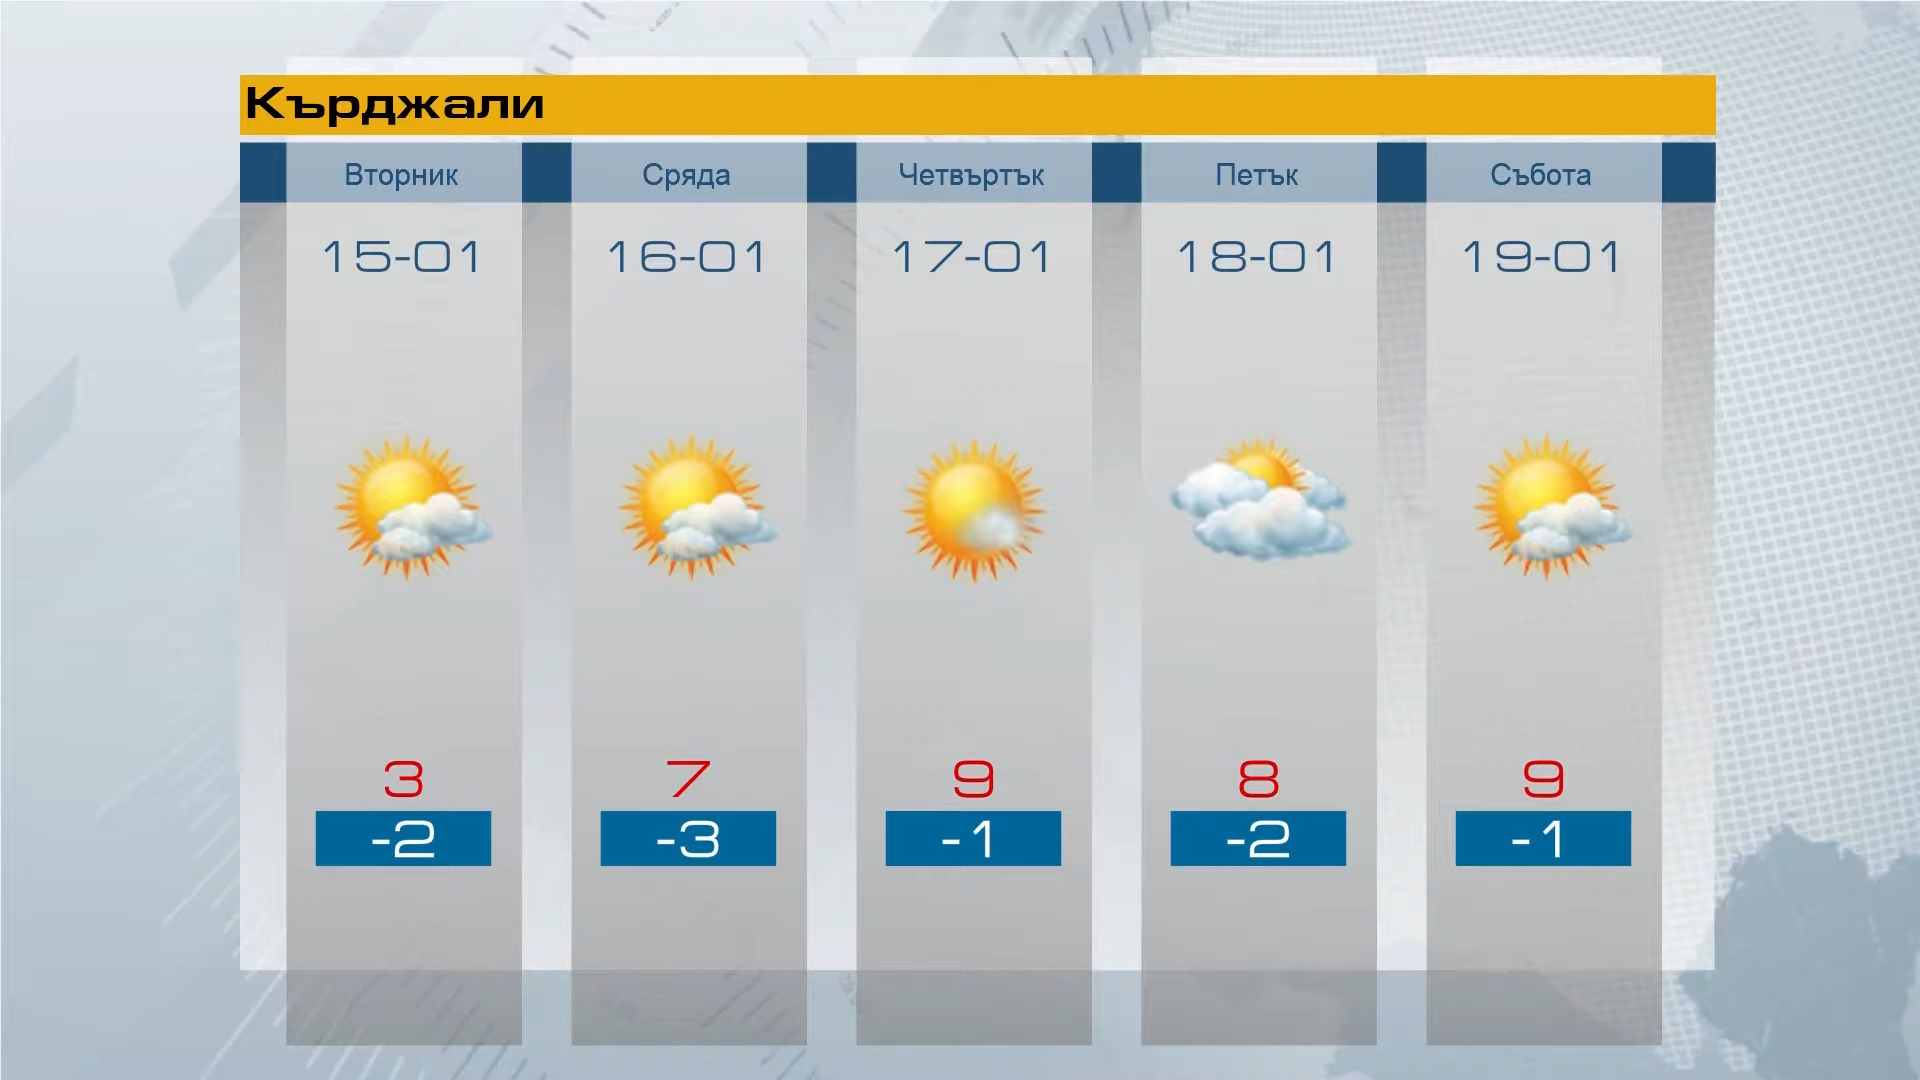 Кърджали
Вторник Сряда Четвъртък Петък Събота
15-01 16-01 17-01 18-01 19-01
3 7 9 8 9
-2 -3 -1 -2 -1